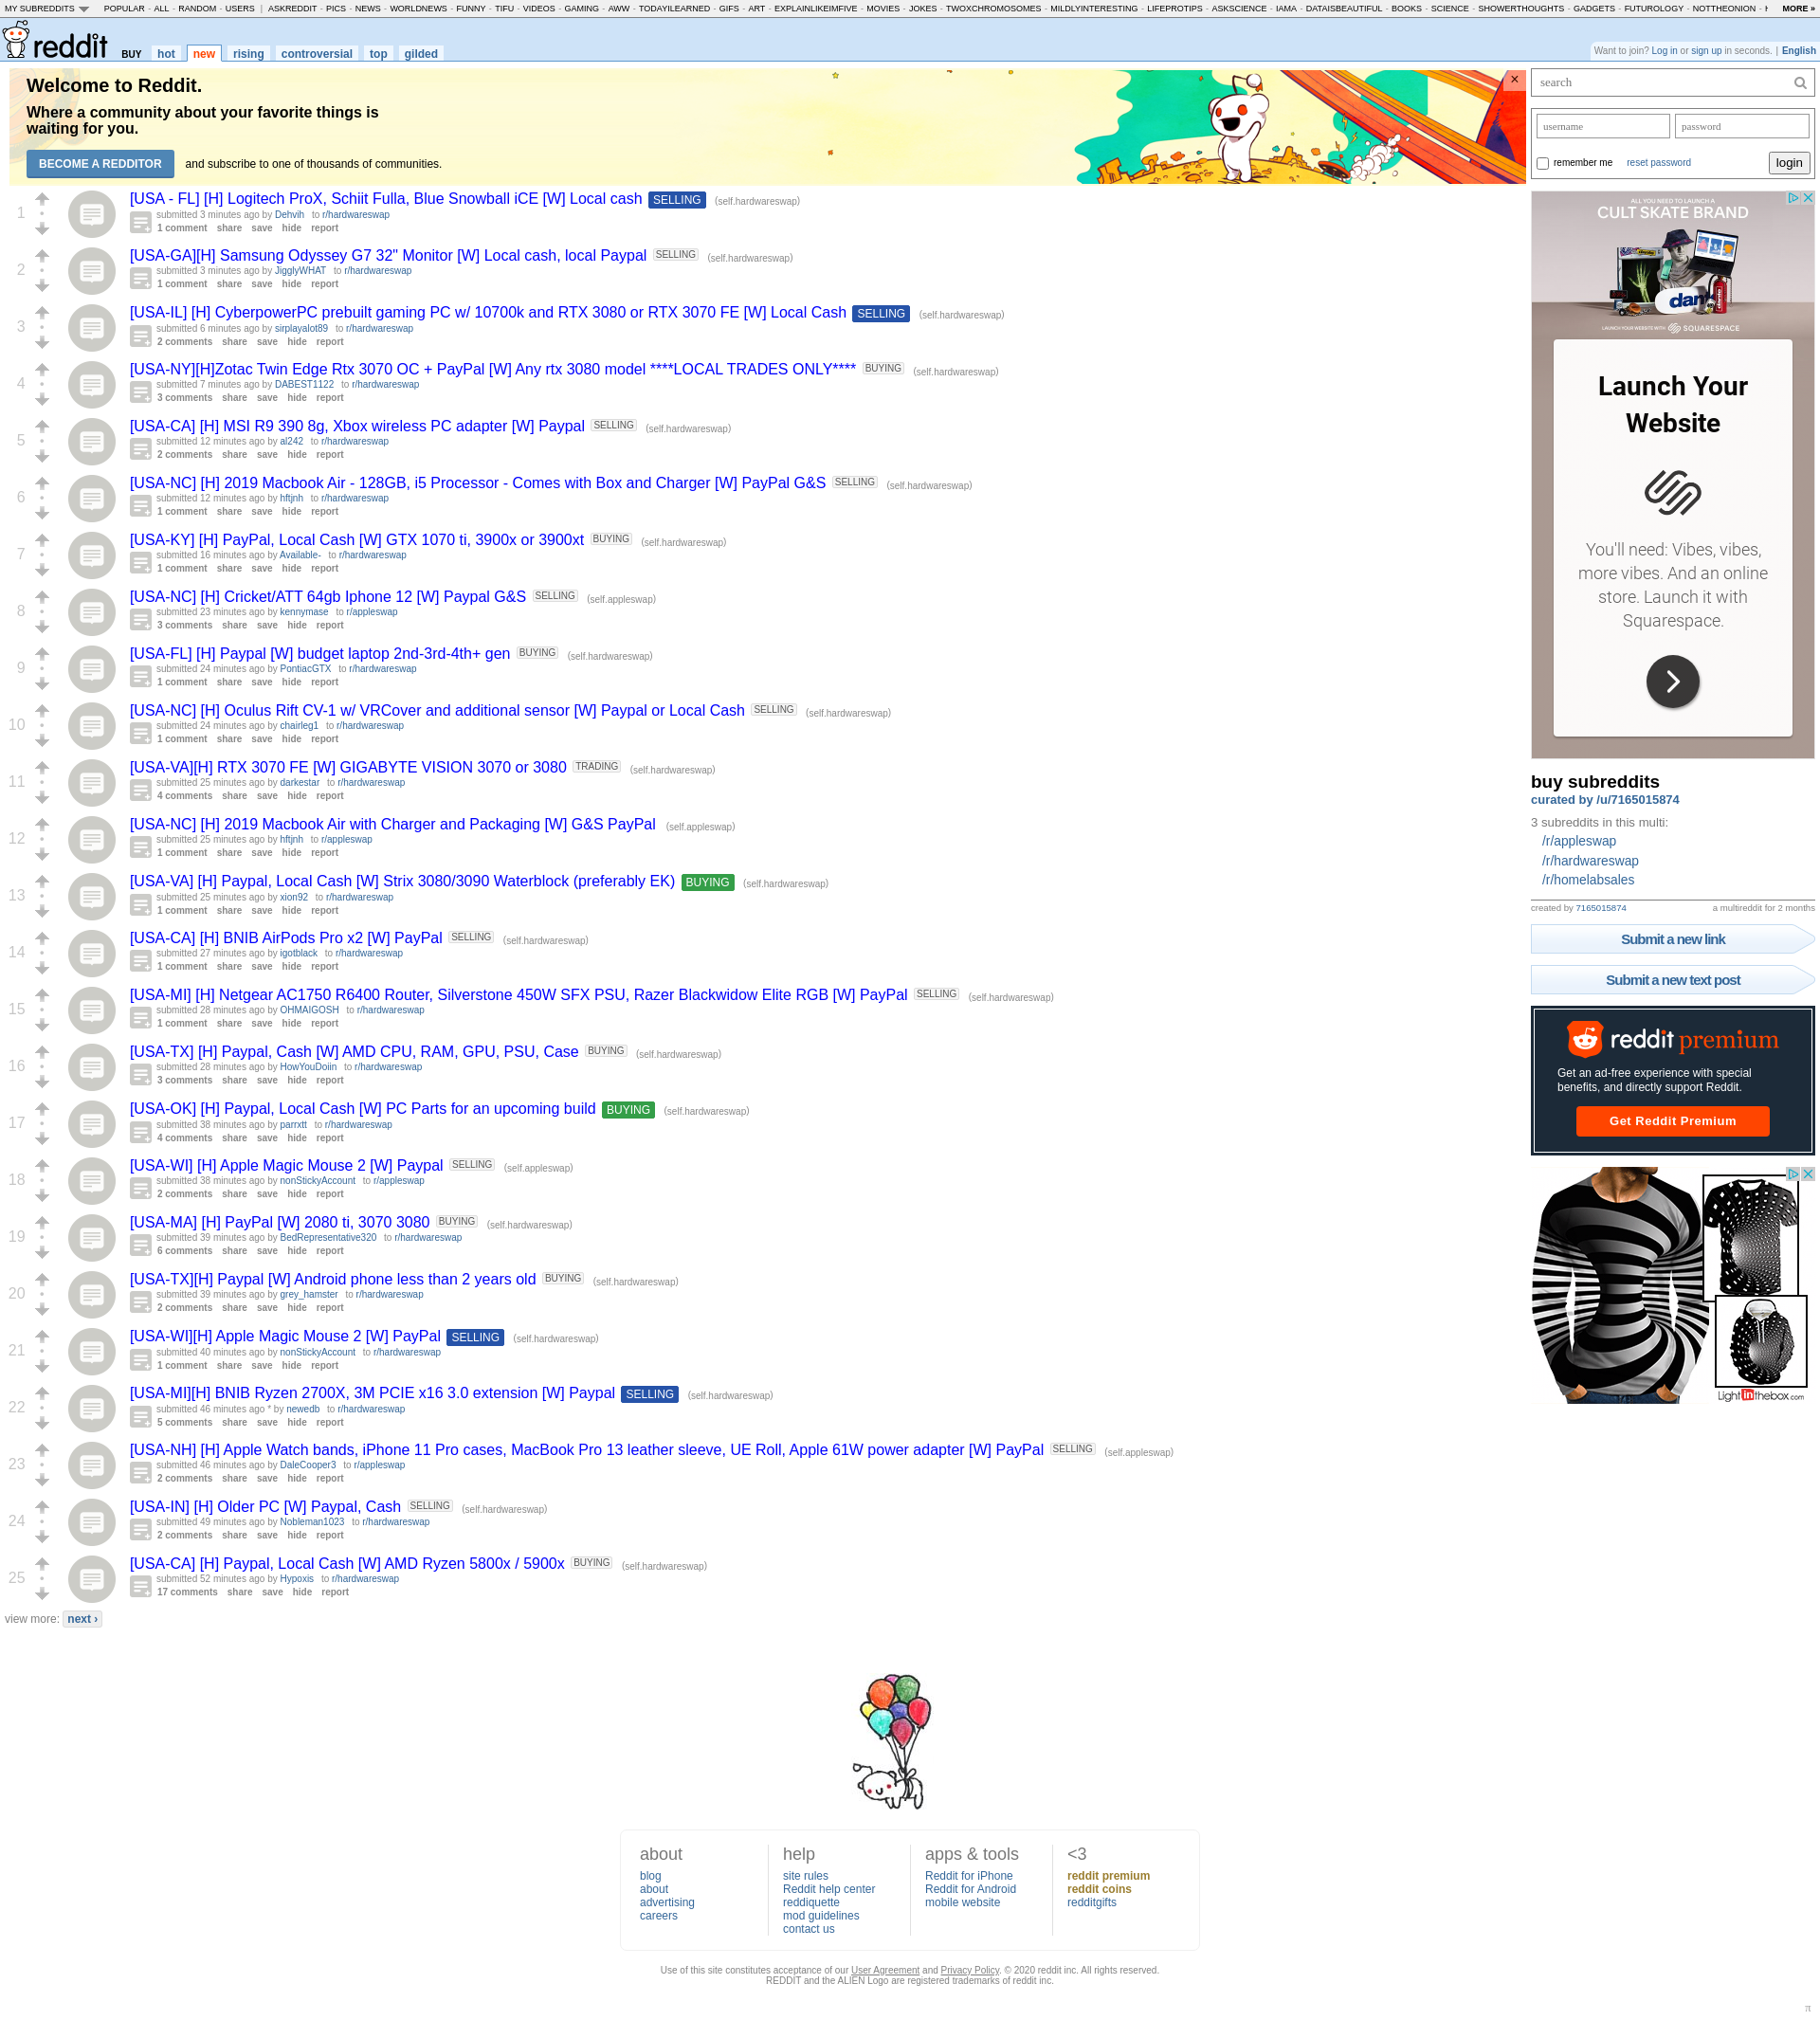 MY SUBREDDITS POPULAR - ALL - RANDOM - USERS | ASKREDDIT - PICS - NEWS - WORLDNEWS - FUNNY - TIFU - VIDEOS - GAMING - AWW - TODAYILEARNED - GIFS - ART - EXPLAINLIKEIMFIVE - MOVIES - JOKES - TWOXCHROMOSOMES - MILDLYINTERESTING - LIFEPROTIPS - ASKSCIENCE - IAMA - DATAISBEAUTIFUL - BOOKS - SCIENCE - SHOWERTHOUGHTS - GADGETS - FUTUROLOGY - NOTTHEONION - MORE »
reddit BUY hot new rising controversial top gilded
Want to join? Log in or sign up in seconds. | English
Welcome to Reddit.
Where a community about your favorite things is
waiting for you.
BECOME A REDDITOR and subscribe to one of thousands of communities.
1
[USA - FL] [H] Logitech ProX, Schiit Fulla, Blue Snowball iCE [W] Local cash SELLING (self.hardwareswap)
submitted 3 minutes ago by Dehvih to r/hardwareswap
1 comment share save hide report
2
[USA-GA][H] Samsung Odyssey G7 32" Monitor [W] Local cash, local Paypal SELLING (self.hardwareswap)
submitted 3 minutes ago by JigglyWHAT to r/hardwareswap
1 comment share save hide report
3
[USA-IL] [H] CyberpowerPC prebuilt gaming PC w/ 10700k and RTX 3080 or RTX 3070 FE [W] Local Cash SELLING (self.hardwareswap)
submitted 6 minutes ago by sirplayalot89 to r/hardwareswap
2 comments share save hide report
4
[USA-NY][H]Zotac Twin Edge Rtx 3070 OC + PayPal [W] Any rtx 3080 model ****LOCAL TRADES ONLY**** BUYING (self.hardwareswap)
submitted 7 minutes ago by DABEST1122 to r/hardwareswap
3 comments share save hide report
5
[USA-CA] [H] MSI R9 390 8g, Xbox wireless PC adapter [W] Paypal SELLING (self.hardwareswap)
submitted 12 minutes ago by al242 to r/hardwareswap
2 comments share save hide report
6
[USA-NC] [H] 2019 Macbook Air - 128GB, i5 Processor - Comes with Box and Charger [W] PayPal G&S SELLING (self.hardwareswap)
submitted 12 minutes ago by hftjnh to r/hardwareswap
1 comment share save hide report
7
[USA-KY] [H] PayPal, Local Cash [W] GTX 1070 ti, 3900x or 3900xt BUYING (self.hardwareswap)
submitted 16 minutes ago by Available- to r/hardwareswap
1 comment share save hide report
8
[USA-NC] [H] Cricket/ATT 64gb Iphone 12 [W] Paypal G&S SELLING (self.appleswap)
submitted 23 minutes ago by kennymase to r/appleswap
3 comments share save hide report
9
[USA-FL] [H] Paypal [W] budget laptop 2nd-3rd-4th+ gen BUYING (self.hardwareswap)
submitted 24 minutes ago by PontiacGTX to r/hardwareswap
1 comment share save hide report
10
[USA-NC] [H] Oculus Rift CV-1 w/ VRCover and additional sensor [W] Paypal or Local Cash SELLING (self.hardwareswap)
submitted 24 minutes ago by chairleg1 to r/hardwareswap
1 comment share save hide report
11
[USA-VA][H] RTX 3070 FE [W] GIGABYTE VISION 3070 or 3080 TRADING (self.hardwareswap)
submitted 25 minutes ago by darkestar to r/hardwareswap
4 comments share save hide report
12
[USA-NC] [H] 2019 Macbook Air with Charger and Packaging [W] G&S PayPal (self.appleswap)
submitted 25 minutes ago by hftjnh to r/appleswap
1 comment share save hide report
13
[USA-VA] [H] Paypal, Local Cash [W] Strix 3080/3090 Waterblock (preferably EK) BUYING (self.hardwareswap)
submitted 25 minutes ago by xion92 to r/hardwareswap
1 comment share save hide report
14
[USA-CA] [H] BNIB AirPods Pro x2 [W] PayPal SELLING (self.hardwareswap)
submitted 27 minutes ago by igotblack to r/hardwareswap
1 comment share save hide report
15
[USA-MI] [H] Netgear AC1750 R6400 Router, Silverstone 450W SFX PSU, Razer Blackwidow Elite RGB [W] PayPal SELLING (self.hardwareswap)
submitted 28 minutes ago by OHMAIGOSH to r/hardwareswap
1 comment share save hide report
16
[USA-TX] [H] Paypal, Cash [W] AMD CPU, RAM, GPU, PSU, Case BUYING (self.hardwareswap)
submitted 28 minutes ago by HowYouDoiin to r/hardwareswap
3 comments share save hide report
17
[USA-OK] [H] Paypal, Local Cash [W] PC Parts for an upcoming build BUYING (self.hardwareswap)
submitted 38 minutes ago by parrxtt to r/hardwareswap
4 comments share save hide report
18
[USA-WI] [H] Apple Magic Mouse 2 [W] Paypal SELLING (self.appleswap)
submitted 38 minutes ago by nonStickyAccount to r/appleswap
2 comments share save hide report
19
[USA-MA] [H] PayPal [W] 2080 ti, 3070 3080 BUYING (self.hardwareswap)
submitted 39 minutes ago by BedRepresentative320 to r/hardwareswap
6 comments share save hide report
20
[USA-TX][H] Paypal [W] Android phone less than 2 years old BUYING (self.hardwareswap)
submitted 39 minutes ago by grey_hamster to r/hardwareswap
2 comments share save hide report
21
[USA-WI][H] Apple Magic Mouse 2 [W] PayPal SELLING (self.hardwareswap)
submitted 40 minutes ago by nonStickyAccount to r/hardwareswap
1 comment share save hide report
22
[USA-MI][H] BNIB Ryzen 2700X, 3M PCIE x16 3.0 extension [W] Paypal SELLING (self.hardwareswap)
submitted 46 minutes ago * by newedb to r/hardwareswap
5 comments share save hide report
23
[USA-NH] [H] Apple Watch bands, iPhone 11 Pro cases, MacBook Pro 13 leather sleeve, UE Roll, Apple 61W power adapter [W] PayPal SELLING (self.appleswap)
submitted 46 minutes ago by DaleCooper3 to r/appleswap
2 comments share save hide report
24
[USA-IN] [H] Older PC [W] Paypal, Cash SELLING (self.hardwareswap)
submitted 49 minutes ago by Nobleman1023 to r/hardwareswap
2 comments share save hide report
25
[USA-CA] [H] Paypal, Local Cash [W] AMD Ryzen 5800x / 5900x BUYING (self.hardwareswap)
submitted 52 minutes ago by Hypoxis to r/hardwareswap
17 comments share save hide report
view more: next ›
search
username password
remember me reset password login
ALL YOU NEED TO LAUNCH A
CULT SKATE BRAND
dan
LAUNCH YOUR WEBSITE WITH SQUARESPACE
Launch Your
Website
You'll need: Vibes, vibes,
more vibes. And an online
store. Launch it with
Squarespace.
buy subreddits
curated by /u/7165015874
3 subreddits in this multi:
/r/appleswap
/r/hardwareswap
/r/homelabsales
created by 7165015874 a multireddit for 2 months
Submit a new link
Submit a new text post
reddit premium
Get an ad-free experience with special
benefits, and directly support Reddit.
Get Reddit Premium
Lightinthebox.com
about
blog
about
advertising
careers
help
site rules
Reddit help center
reddiquette
mod guidelines
contact us
apps & tools
Reddit for iPhone
Reddit for Android
mobile website
<3
reddit premium
reddit coins
redditgifts
Use of this site constitutes acceptance of our User Agreement and Privacy Policy. © 2020 reddit inc. All rights reserved.
REDDIT and the ALIEN Logo are registered trademarks of reddit inc.
π